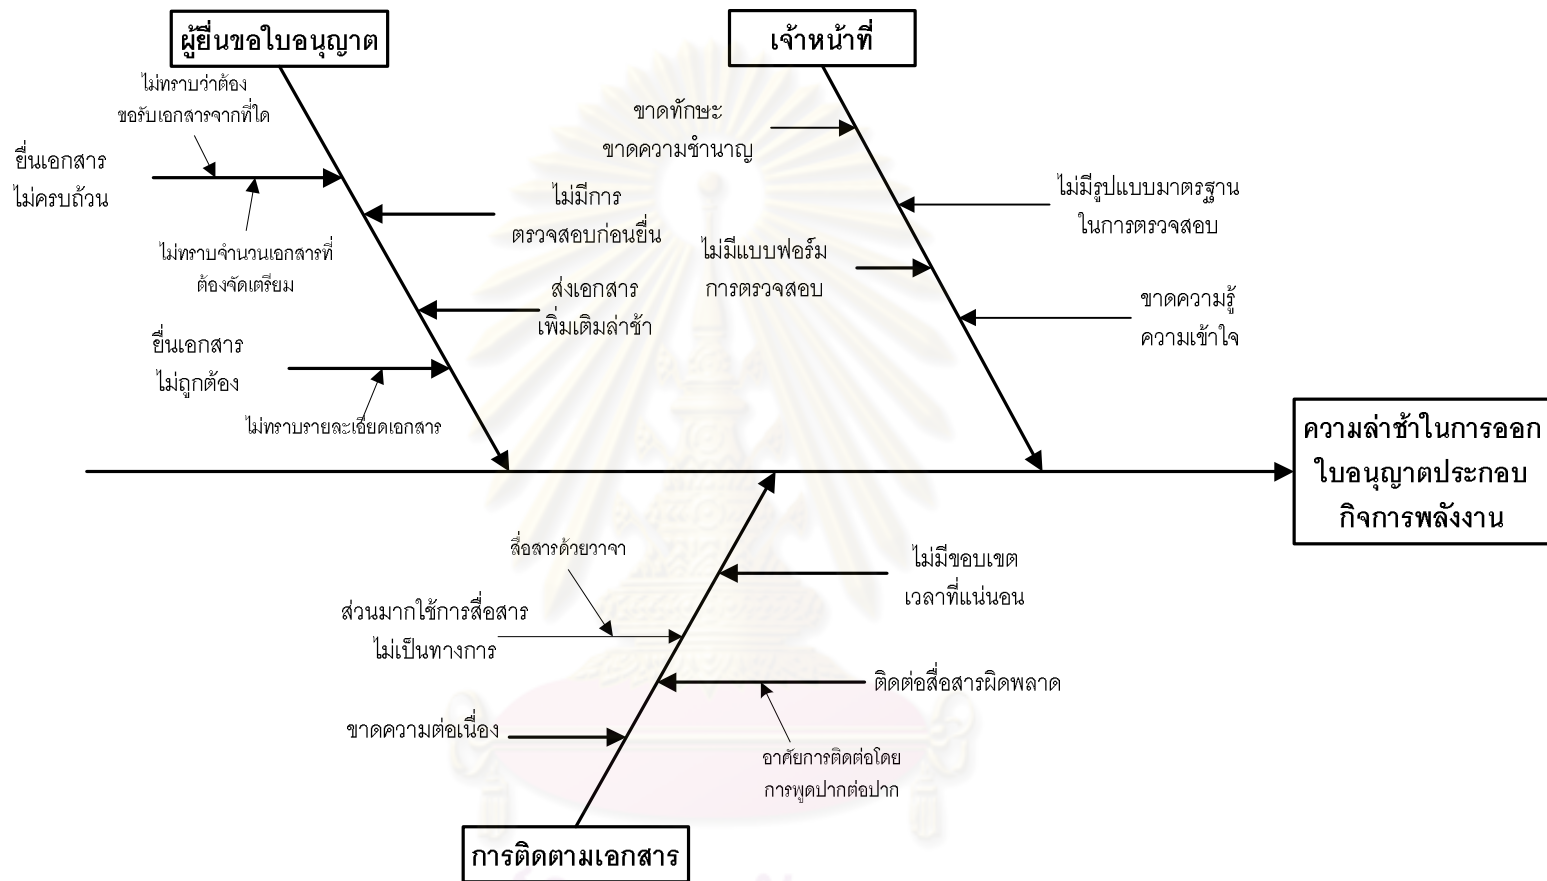 ผู้ยื่นขอใบอนุญาต
เจ้าหน้าที่
ไม่ทราบว่าต้อง
ขอรับเอกสารจากที่ใด
ยื่นเอกสาร
ไม่ครบถ้วน
ไม่ทราบจำนวนเอกสารที่
ต้องจัดเตรียม
ไม่มีการ
ตรวจสอบก่อนยื่น
ส่งเอกสาร
เพิ่มเติมล่าช้า
ยื่นเอกสาร
ไม่ถูกต้อง
ไม่ทราบรายละเอียดเอกสาร
ขาดทักษะ
ขาดความชำนาญ
ไม่มีรูปแบบมาตรฐาน
ในการตรวจสอบ
ไม่มีแบบฟอร์ม
การตรวจสอบ
ขาดความรู้
ความเข้าใจ
ความล่าช้าในการออก
ใบอนุญาตประกอบ
กิจการพลังงาน
สื่อสารด้วยวาจา
ส่วนมากใช้การสื่อสาร
ไม่เป็นทางการ
ไม่มีขอบเขต
เวลาที่แน่นอน
ติดต่อสื่อสารผิดพลาด
ขาดความต่อเนื่อง
อาศัยการติดต่อโดย
การพูดปากต่อปาก
การติดตามเอกสาร